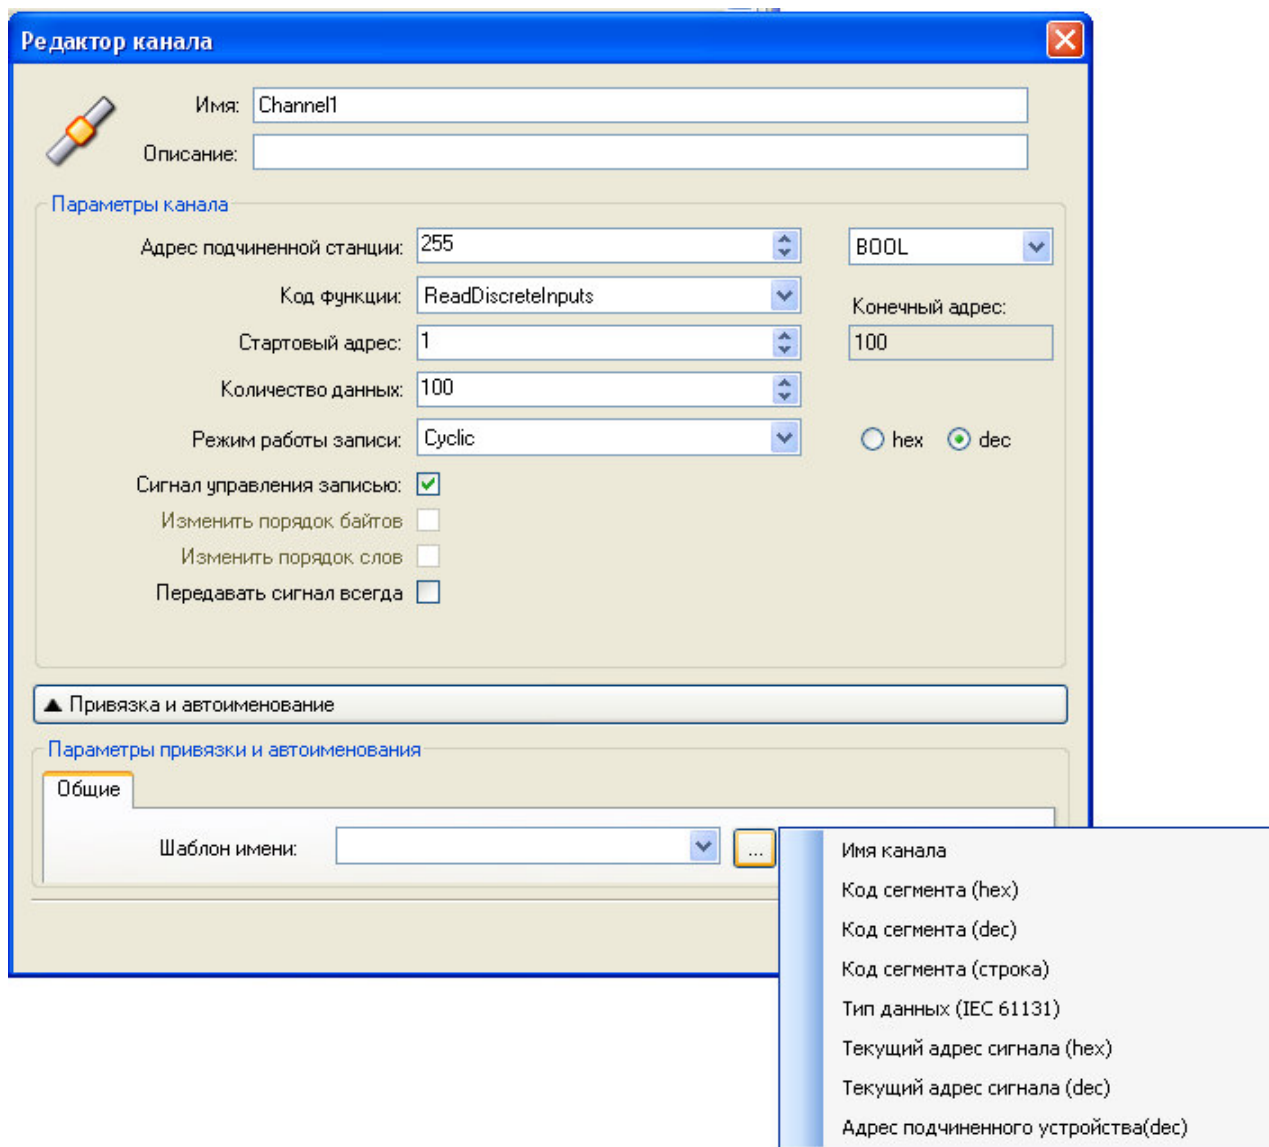 Редактор канала
Имя: Channel1
Описание:
Параметры канала
Адрес подчиненной станции: 255 BOOL
Код функции: ReadDiscreteInputs
Конечный адрес:
Стартовый адрес: 1 100
Количество данных: 100
Режим работы записи: Cyclic hex dec
Сигнал управления записью:
Изменить порядок байтов
Изменить порядок слов
Передавать сигнал всегда
Привязка и автоименование
Параметры привязки и автоименования
Общие
Шаблон имени: ...
Имя канала
Код сегмента (hex)
Код сегмента (dec)
Код сегмента (строка)
Тип данных (IEC 61131)
Текущий адрес сигнала (hex)
Текущий адрес сигнала (dec)
Адрес подчиненного устройства(dec)